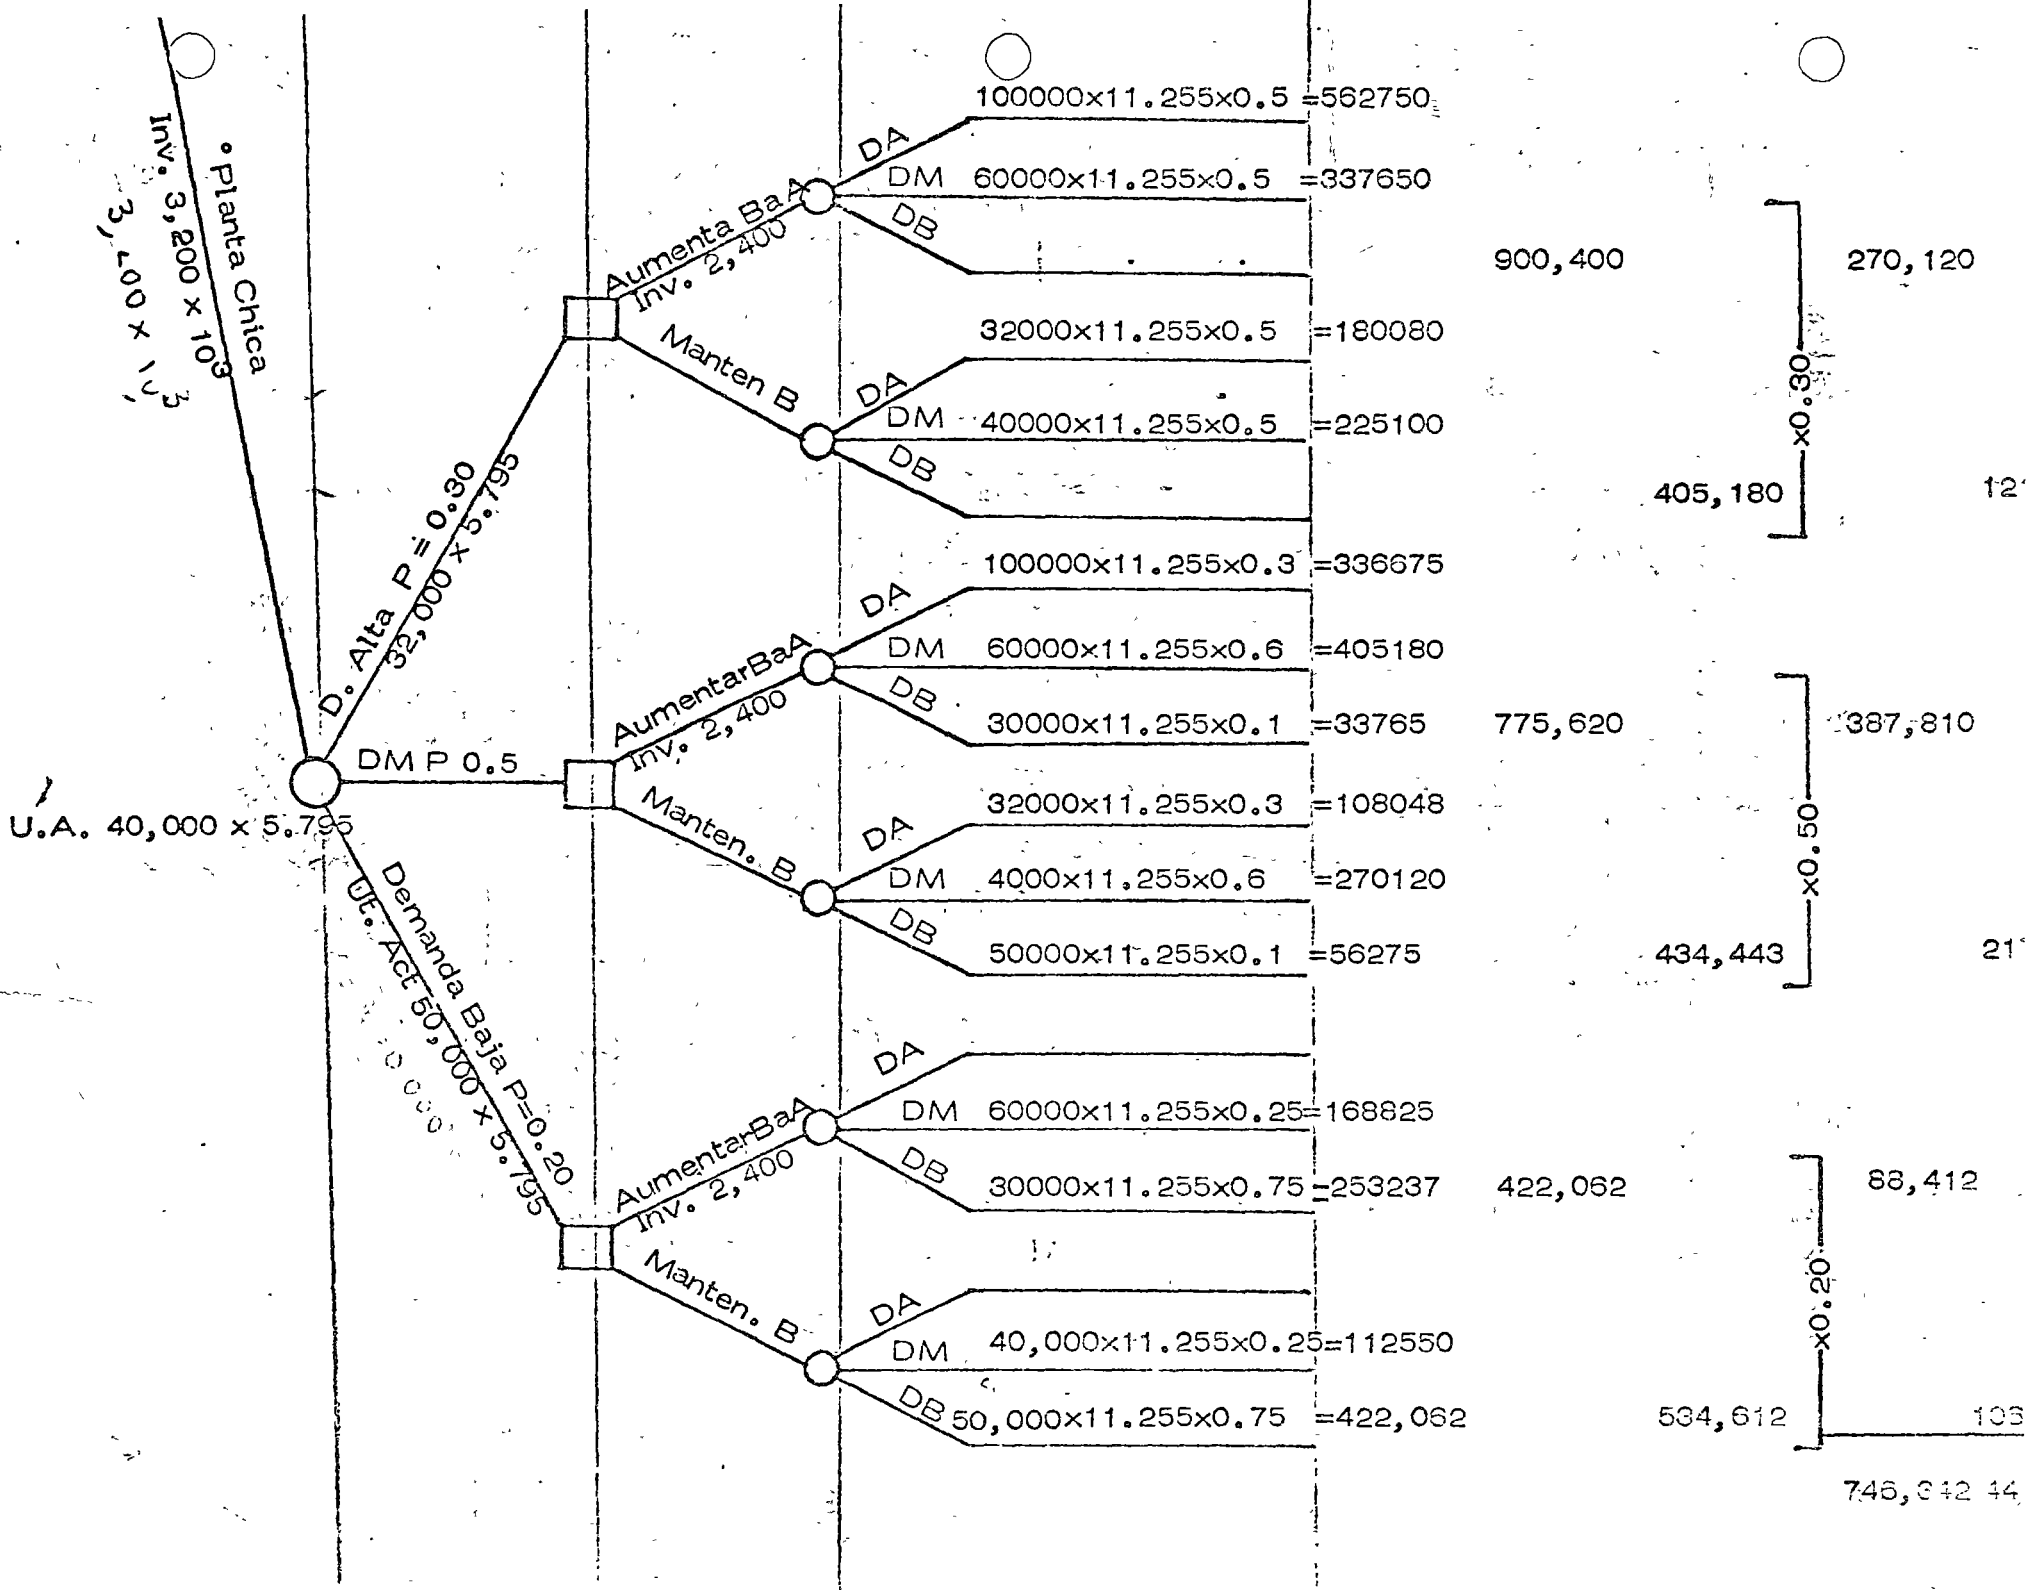 • Planta Chica
Inv. 3,200 x 10³
100000x11.255x0.5 =562750
DA
DM 60000x11.255x0.5 =337650
DB
Aumenta BaA
Inv. 2,400
900,400
270,120
32000x11.255x0.5 =180080
Manten B
DA
DM 40000x11.255x0.5 =225100
DB
x0.30
405,180
D. Alta P = 0.30
32,000 x 5.795
100000x11.255x0.3 =336675
DA
DM 60000x11.255x0.6 =405180
DB 30000x11.255x0.1 =33765
AumentarBaA
Inv. 2,400
775,620
387,810
DM P 0.5
U.A. 40,000 x 5.795
32000x11.255x0.3 =108048
Manten. B
DA
DM 4000x11.255x0.6 =270120
DB 50000x11.255x0.1 =56275
x0.50
434,443
Demanda Baja P=0.20
Ut. Act 50,000 x 5.795
DA
DM 60000x11.255x0.25=168825
DB 30000x11.255x0.75=253237
AumentarBaA
Inv. 2,400
422,062
88,412
Manten. B
DA
DM 40,000x11.255x0.25=112550
DB 50,000x11.255x0.75 =422,062
x0.20
534,612